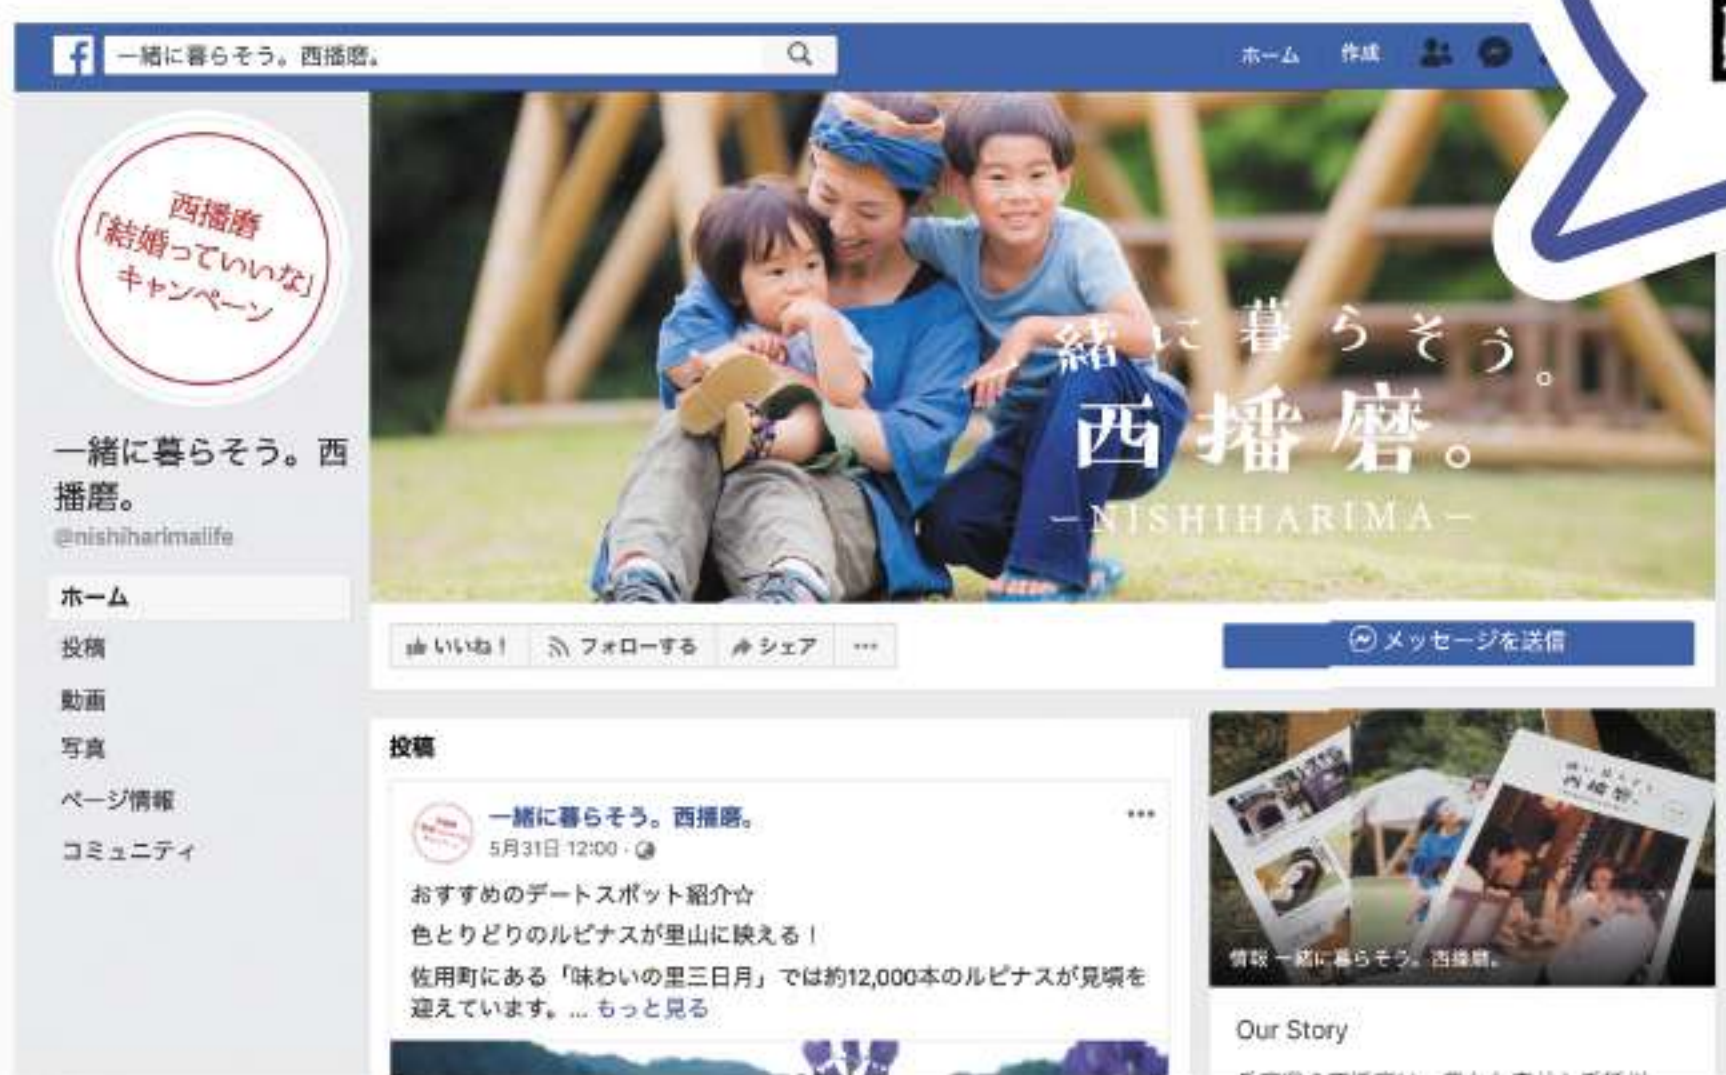 一緒に暮らそう。西播磨。
ホーム 作成
西播磨
「結婚っていいな」
キャンペーン
一緒に暮らそう。西
播磨。
@nishiharimalife
ホーム
投稿
動画
写真
ページ情報
コミュニティ
一緒に暮らそう。
西播磨。
–NISHIHARIMA–
いいね！ フォローする シェア ...
メッセージを送信
投稿
一緒に暮らそう。西播磨。
5月31日 12:00
おすすめのデートスポット紹介☆
色とりどりのルピナスが里山に映える！
佐用町にある「味わいの里三日月」では約12,000本のルピナスが見頃を
迎えています。... もっと見る
西播磨。
情報 一緒に暮らそう。西播磨。
Our Story